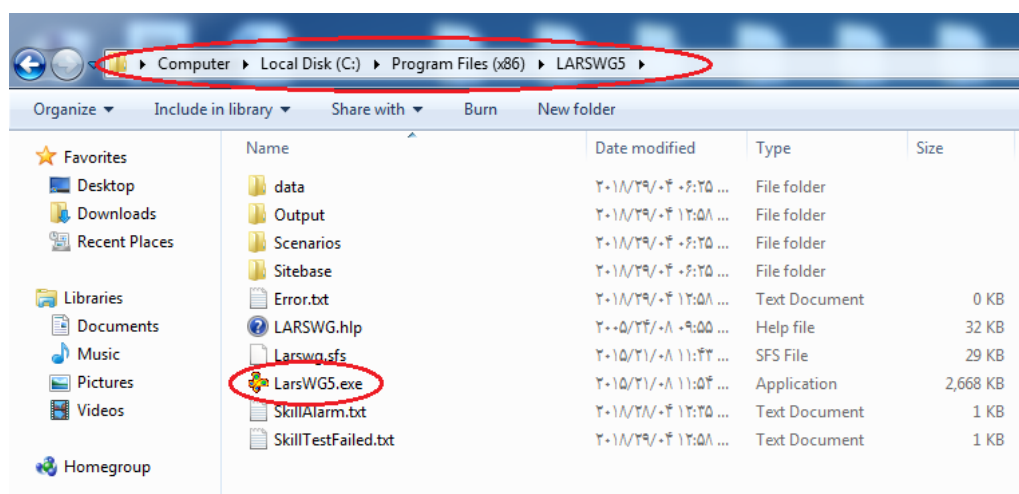 Computer ▸ Local Disk (C:) ▸ Program Files (x86) ▸ LARSWG5 ▸
Organize Include in library Share with Burn New folder
Name Date modified Type Size
Favorites
Desktop
Downloads
Recent Places
Libraries
Documents
Music
Pictures
Videos
Homegroup
data ۲۰۱۸/۲۹/۰۴ ۰۶:۲۵ ... File folder
Output ۲۰۱۸/۲۹/۰۴ ۱۲:۵۸ ... File folder
Scenarios ۲۰۱۸/۲۹/۰۴ ۰۶:۲۵ ... File folder
Sitebase ۲۰۱۸/۲۹/۰۴ ۰۶:۲۵ ... File folder
Error.txt ۲۰۱۸/۲۹/۰۴ ۱۲:۵۸ ... Text Document 0 KB
LARSWG.hlp ۲۰۰۵/۲۴/۰۸ ۰۹:۵۵ ... Help file 32 KB
Larswg.sfs ۲۰۱۵/۲۱/۰۸ ۱۱:۴۳ ... SFS File 29 KB
LarsWG5.exe ۲۰۱۵/۲۱/۰۸ ۱۱:۵۴ ... Application 2,668 KB
SkillAlarm.txt ۲۰۱۸/۲۸/۰۴ ... Text Document 1 KB
SkillTestFailed.txt ۲۰۱۸/۲۹/۰۴ ۱۲:۵۸ ... Text Document 1 KB